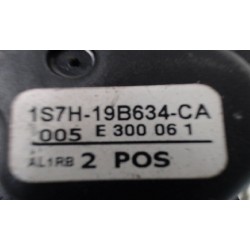 1S7H-19B634-CA
005 E 300 06 1
AL1RB 2 POS